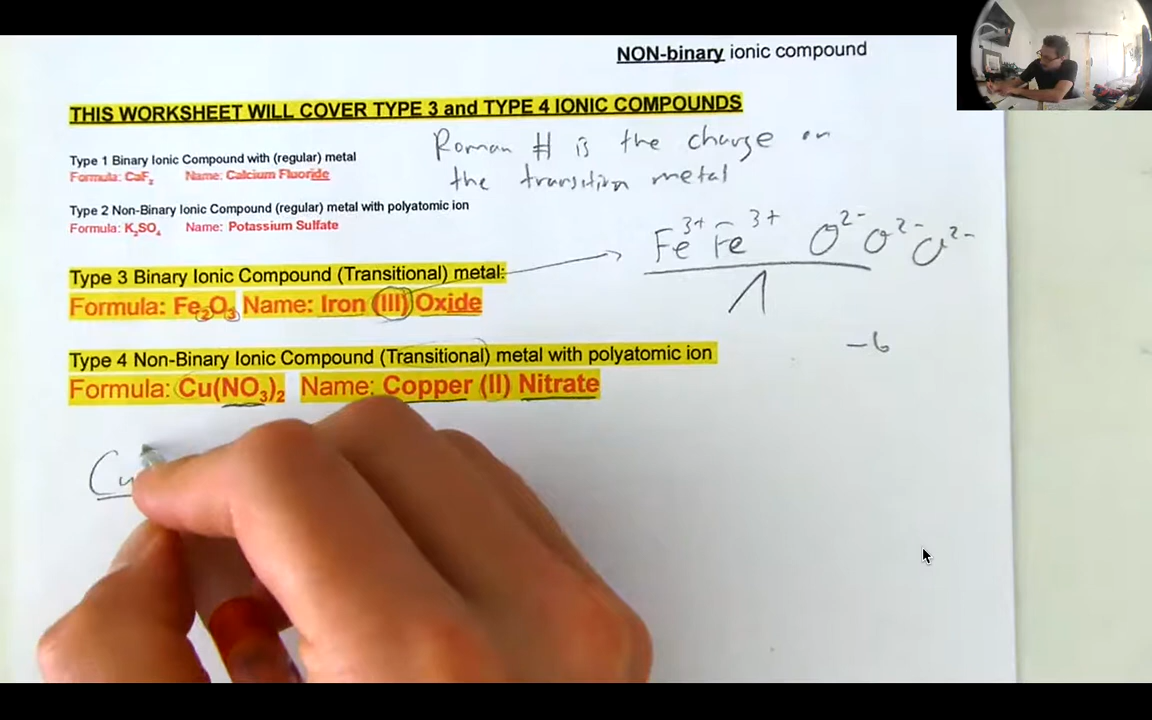 NON-binary ionic compound
THIS WORKSHEET WILL COVER TYPE 3 and TYPE 4 IONIC COMPOUNDS
Roman # is the charge on
the transition metal
Type 1 Binary Ionic Compound with (regular) metal
Formula: CaF₂ Name: Calcium Fluoride
Type 2 Non-Binary Ionic Compound (regular) metal with polyatomic ion
Formula: K₂SO₄ Name: Potassium Sulfate
Fe³⁺ Fe³⁺ O²⁻ O²⁻ O²⁻
Type 3 Binary Ionic Compound (Transitional) metal:
Formula: Fe₂O₃ Name: Iron (III) Oxide
-6
Type 4 Non-Binary Ionic Compound (Transitional) metal with polyatomic ion
Formula: Cu(NO₃)₂ Name: Copper (II) Nitrate
Cu